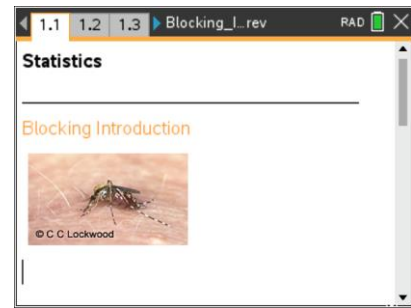 1.1 1.2 1.3 Blocking_I...rev RAD
Statistics
Blocking Introduction
© C C Lockwood